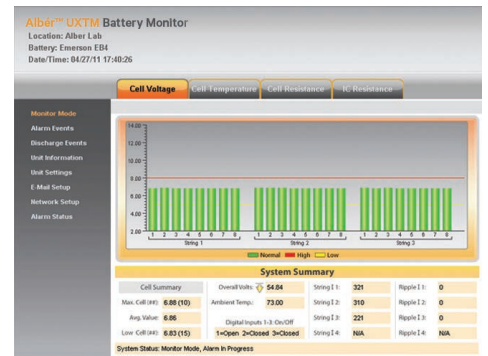 Albér™ UXTM Battery Monitor
Location: Alber Lab
Battery: Emerson EB4
Date/Time: 04/27/11 17:40:26
Cell Voltage Cell Temperature Cell Resistance IC Resistance
Monitor Mode
Alarm Events
Discharge Events
Unit Information
Unit Settings
E-Mail Setup
Network Setup
Alarm Status
14.00
12.00
10.00
8.00
6.00
4.00
2.00
1 2 3 4 5 6 7 8 1 2 3 4 5 6 7 8 1 2 3 4 5 6 7 8
String 1 String 2 String 3
Normal High Low
System Summary
Cell Summary Overall Volts: 54.84 String I 1: 321 Ripple I 1: 0
Max. Cell (##): 6.88 (10) Ambient Temp.: 73.00 String I 2: 310 Ripple I 2: 0
Avg. Value: 6.86 Digital Inputs 1-3: On/Off String I 3: 221 Ripple I 3: 0
Low Cell (##): 6.83 (15) 1=Open 2=Closed 3=Closed String I 4: N/A Ripple I 4: N/A
System Status: Monitor Mode, Alarm In Progress